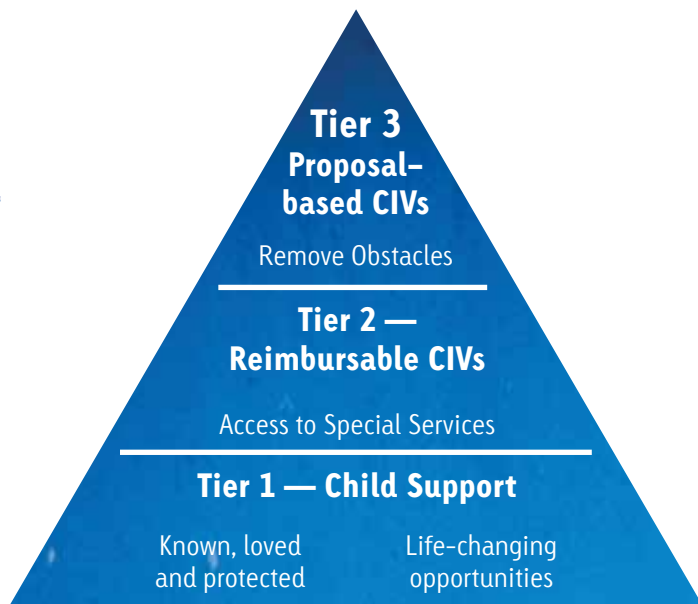 Tier 3
Proposal–
based CIVs
Remove Obstacles
Tier 2 —
Reimbursable CIVs
Access to Special Services
Tier 1 — Child Support
Known, loved
and protected
Life-changing
opportunities